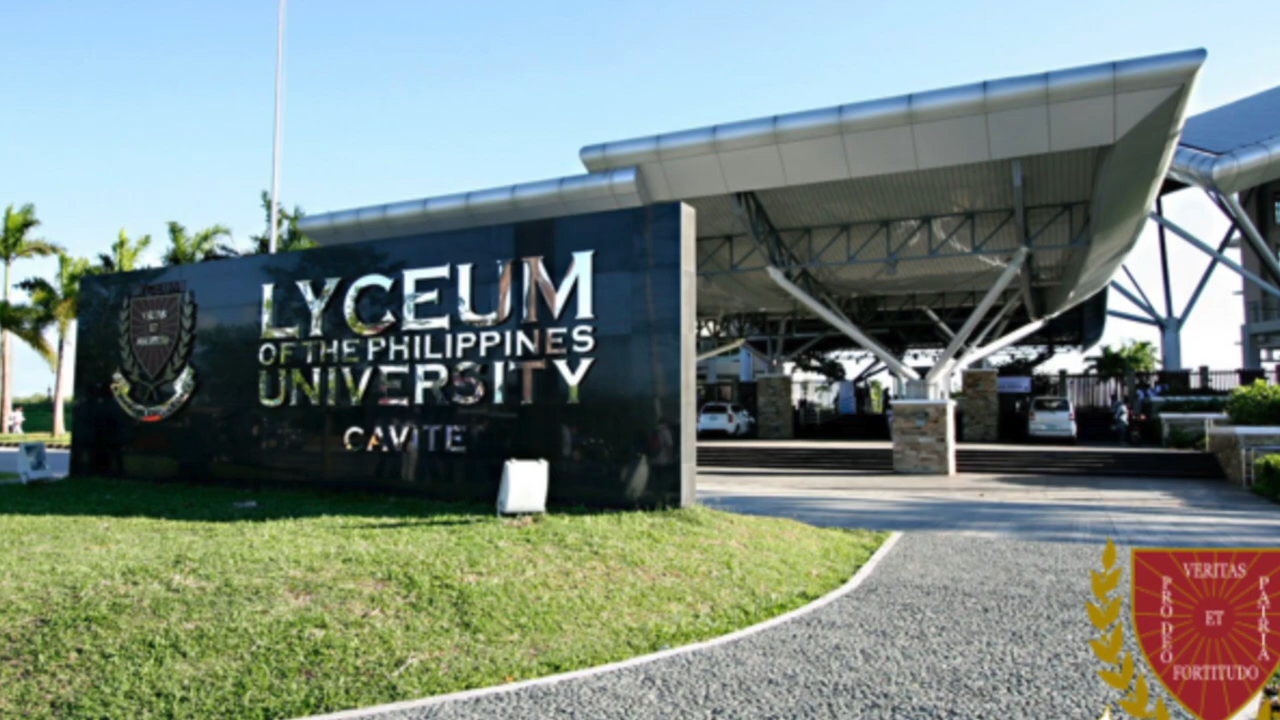 LYCEUM
OF THE PHILIPPINES
UNIVERSITY
CAVITE
VERITAS
PRO DEO
ET
PATRIA
FORTITUDO